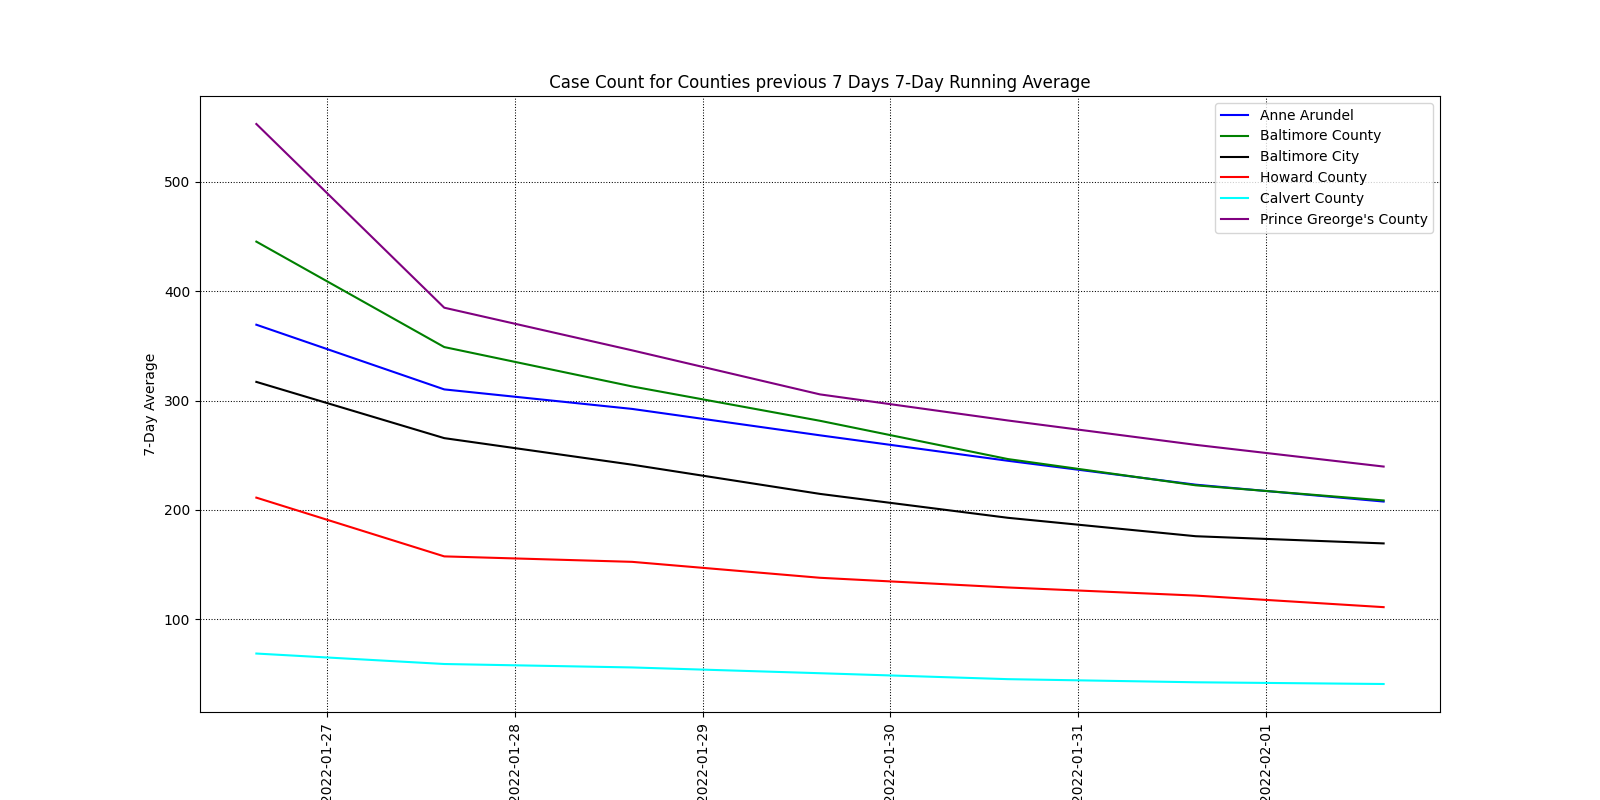 Case Count for Counties previous 7 Days 7-Day Running Average
Anne Arundel
Baltimore County
Baltimore City
Howard County
Calvert County
Prince Greorge's County
7-Day Average
500
400
300
200
100
2022-01-27
2022-01-28
2022-01-29
2022-01-30
2022-01-31
2022-02-01